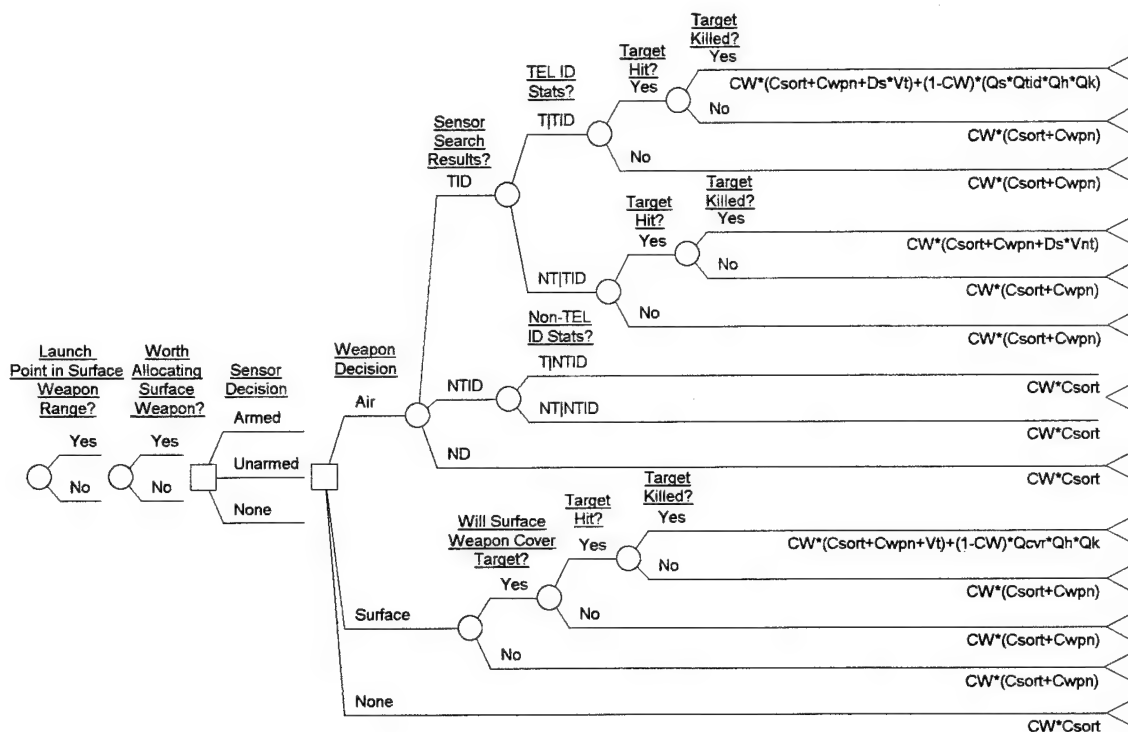 Target
Killed?
Yes
CW*(Csort+Cwpn+Ds*Vt)+(1-CW)*(Qs*Qtid*Qh*Qk)
No
CW*(Csort+Cwpn)
Target
Hit?
Yes
No
CW*(Csort+Cwpn)
TEL ID
Stats?
T|TID
Sensor
Search
Results?
TID
Target
Killed?
Yes
CW*(Csort+Cwpn+Ds*Vnt)
No
CW*(Csort+Cwpn)
Target
Hit?
Yes
No
CW*(Csort+Cwpn)
NT|TID
Non-TEL
ID Stats?
T|NTID
CW*Csort
NTID
NT|NTID
CW*Csort
ND
CW*Csort
Launch
Point in Surface
Weapon
Range?
Yes
No
Worth
Allocating
Surface
Weapon?
Yes
No
Sensor
Decision
Armed
Unarmed
None
Weapon
Decision
Air
Target
Killed?
Yes
CW*(Csort+Cwpn+Vt)+(1-CW)*Qcvr*Qh*Qk
No
CW*(Csort+Cwpn)
Target
Hit?
Yes
No
CW*(Csort+Cwpn)
Will Surface
Weapon Cover
Target?
Yes
Surface
No
CW*(Csort+Cwpn)
None
CW*Csort